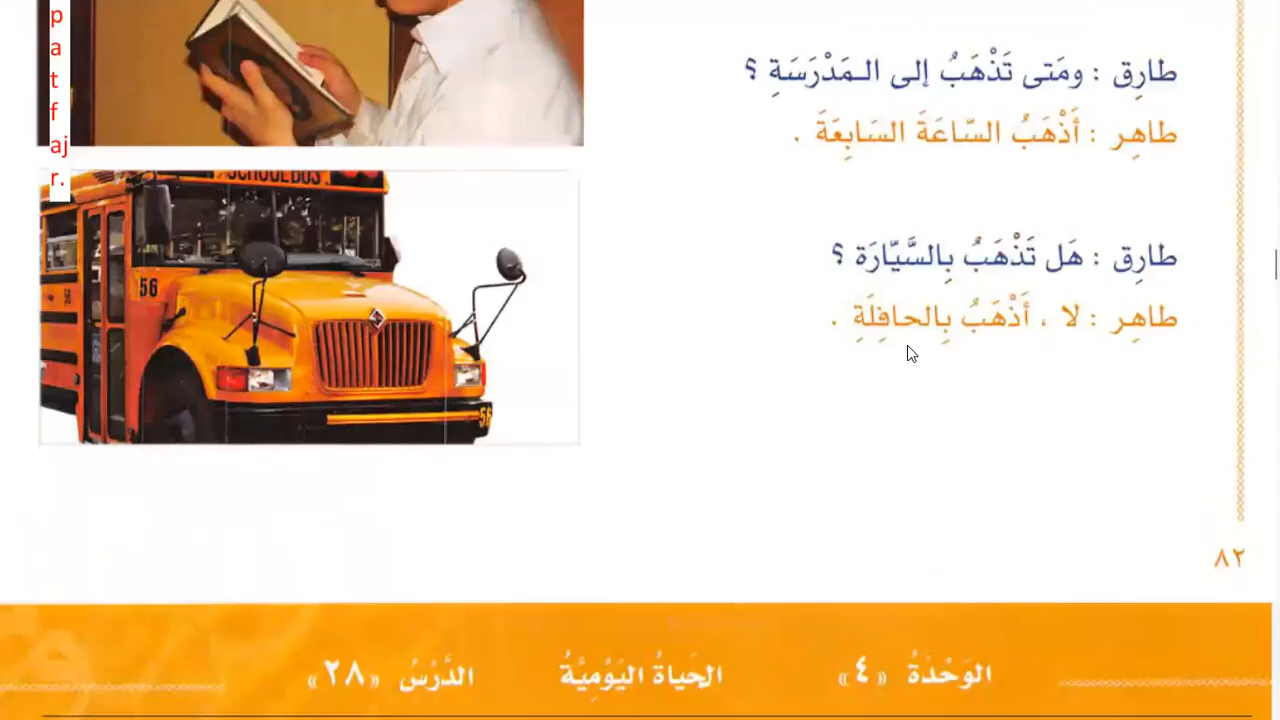 p
a
t
f
aj
r.
طارِق : ومَتى تَذْهَبُ إلى الـمَدْرَسَةِ ؟
طاهِر : أَذْهَبُ السَّاعَةَ السَابِعَةَ .
SCHOOL BUS
56
طارِق : هَل تَذْهَبُ بِالسَّيَّارَة ؟
طاهِر : لا ، أَذْهَبُ بِالحافِلَةِ .
56
٨٢
الوَحْدَةُ «٤» الحَياةُ اليَوْمِيَّةُ الدَّرْسُ «٢٨»